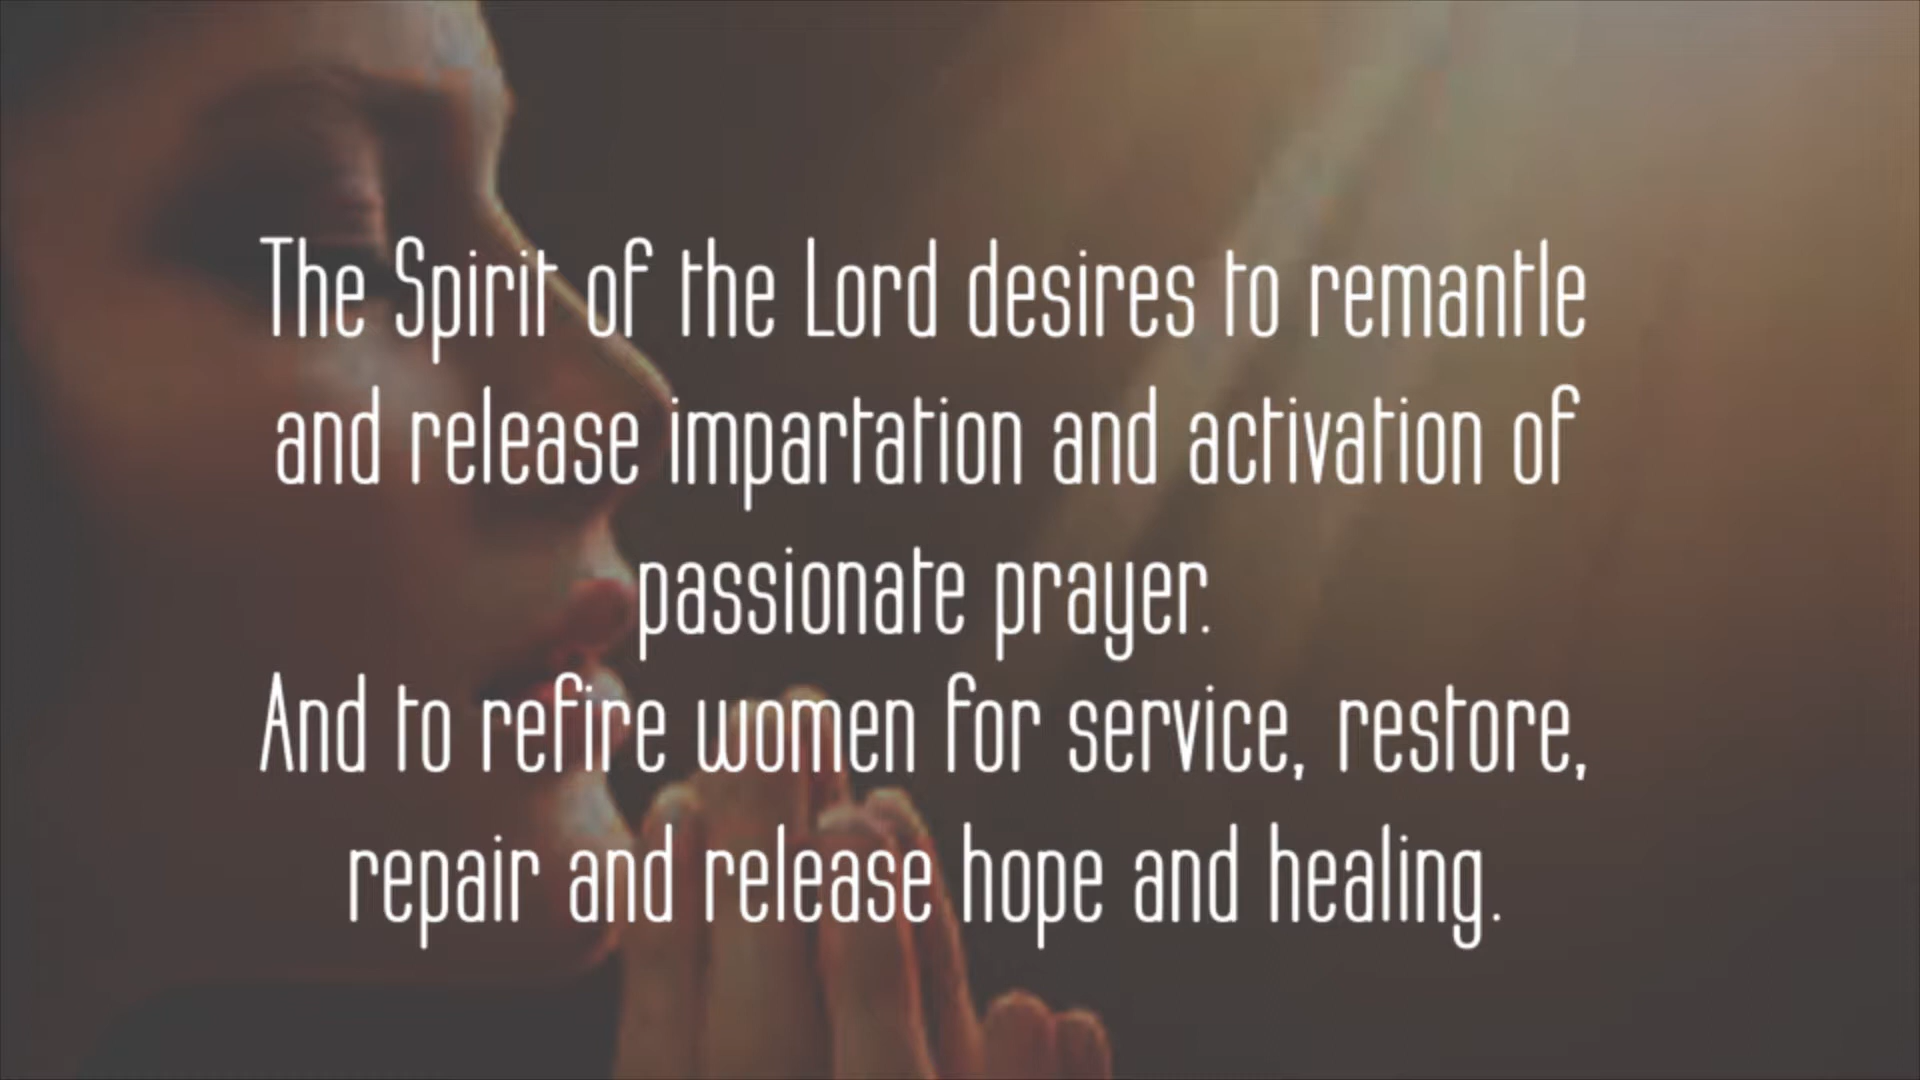 The Spirit of the Lord desires to remantle
and release impartation and activation of
passionate prayer.
And to refire women for service, restore,
repair and release hope and healing.